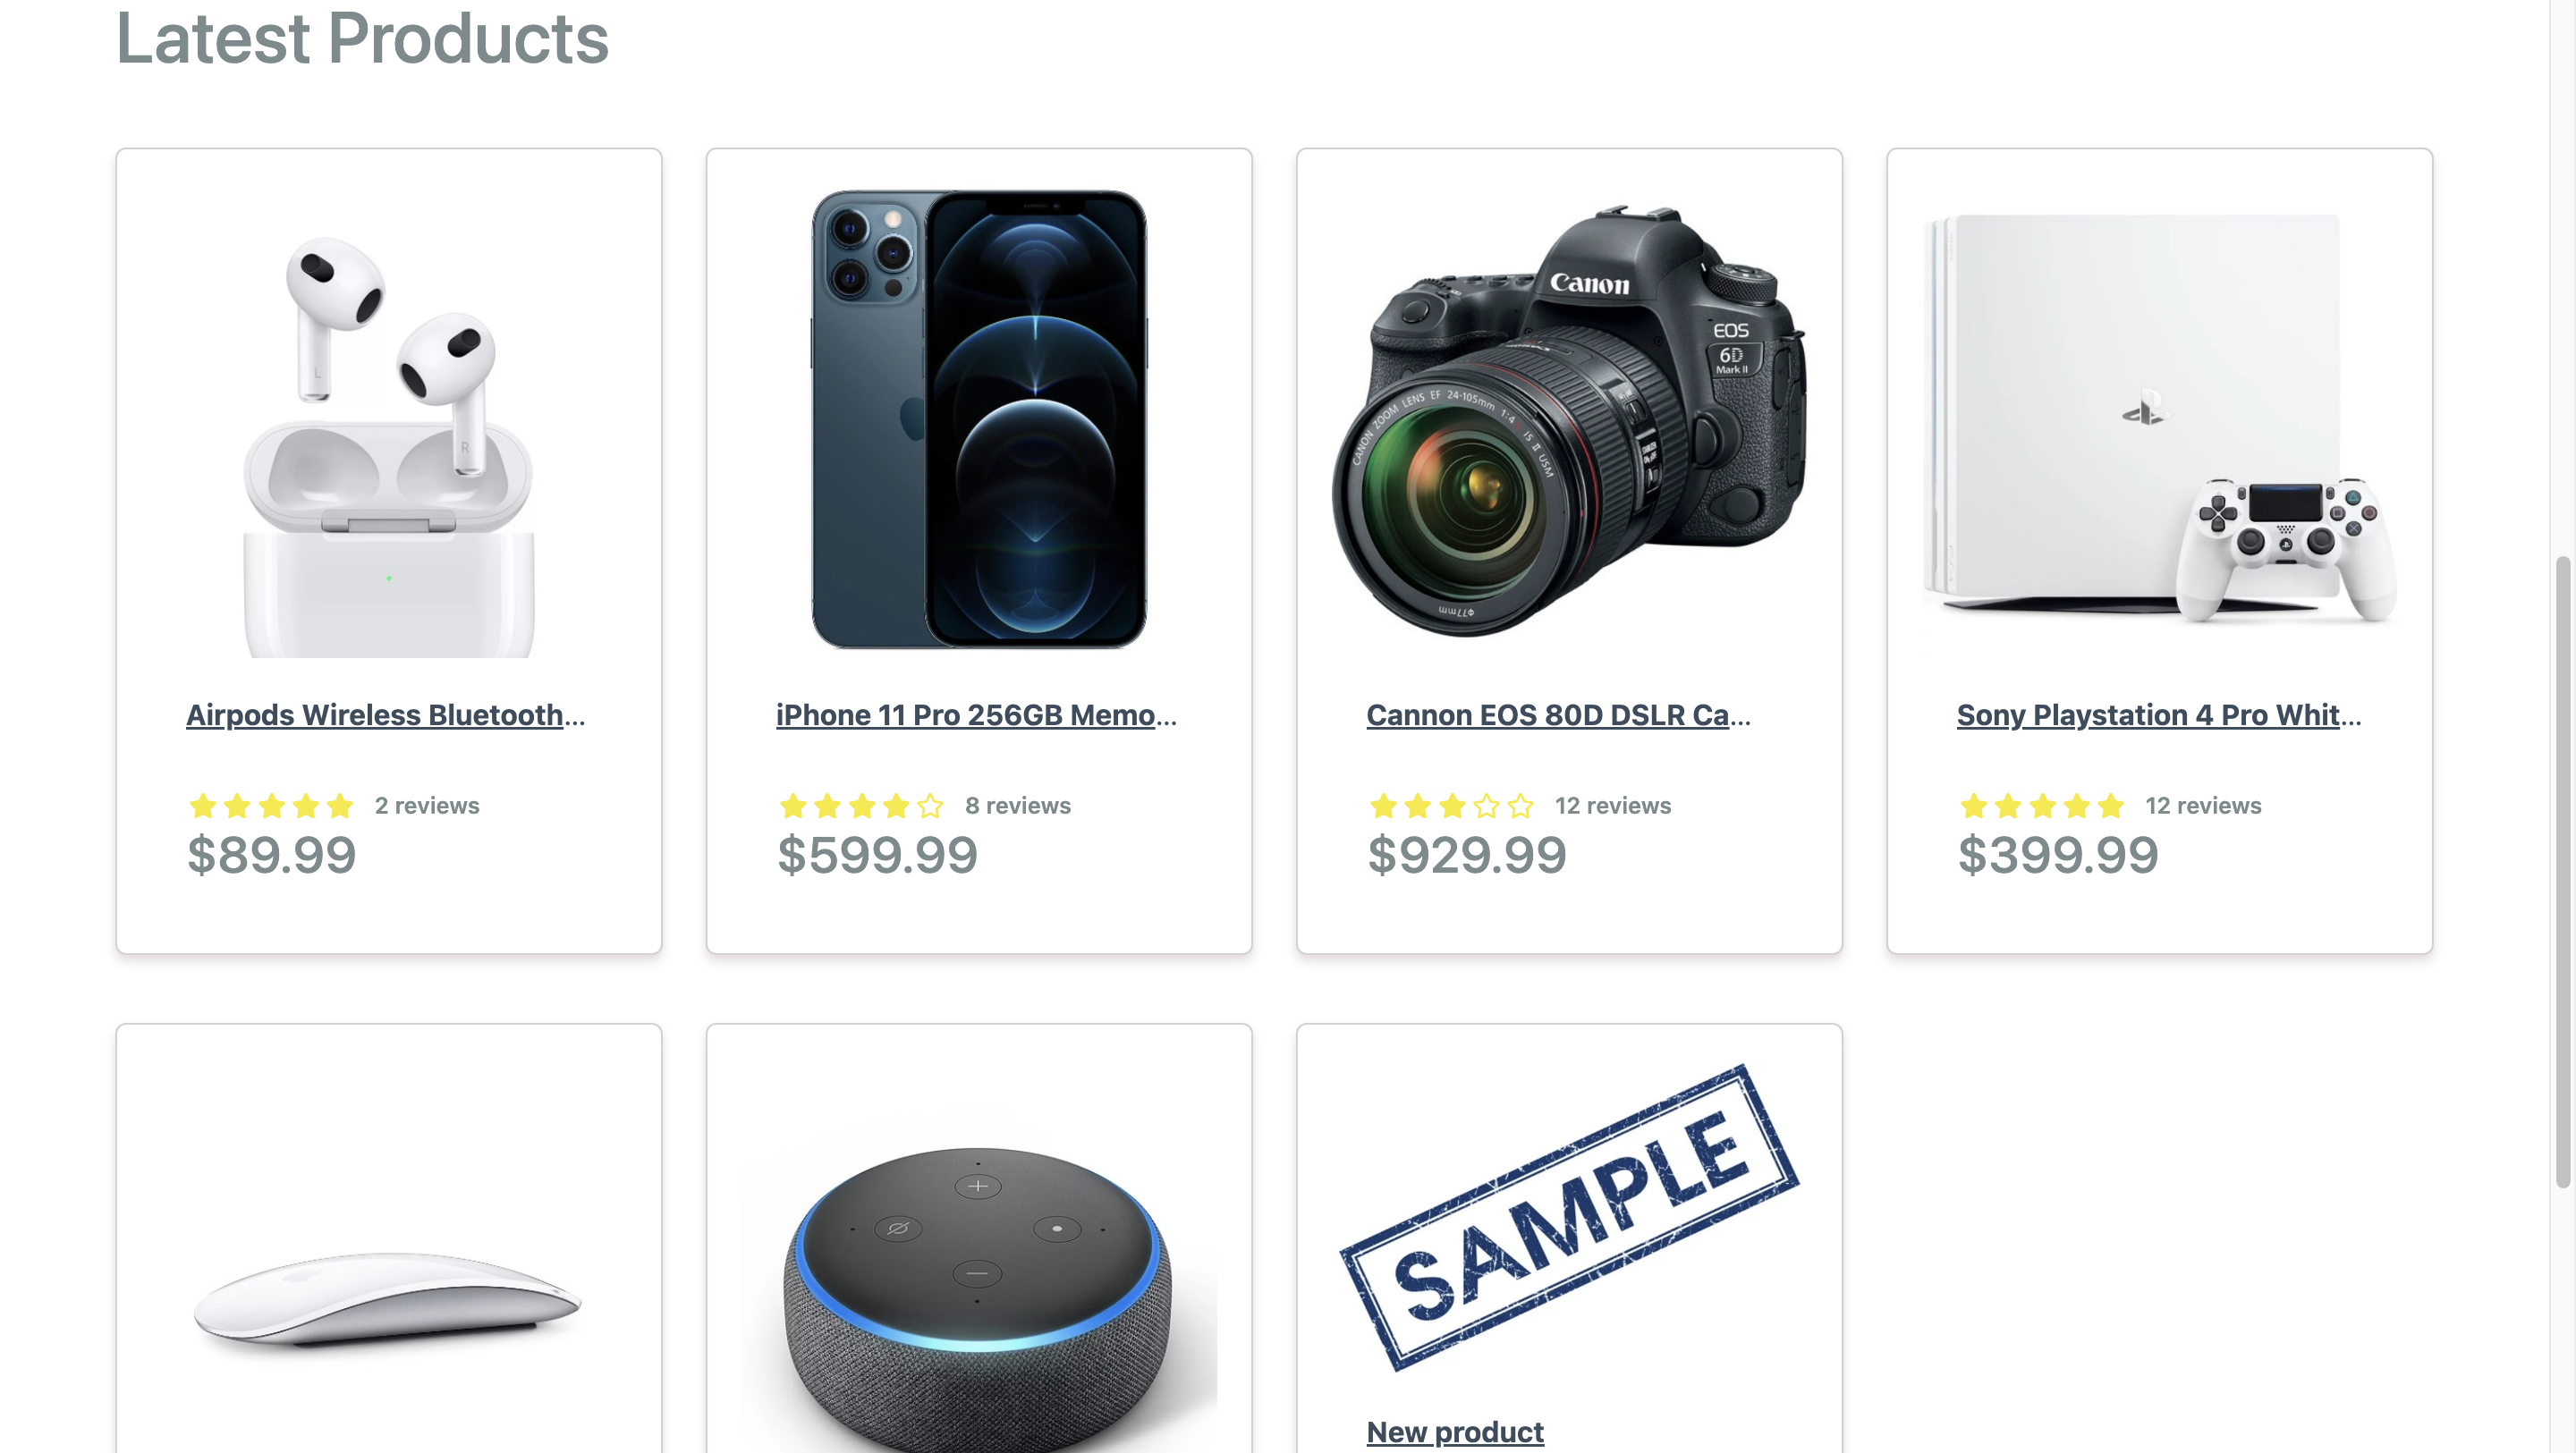 Latest Products
Canon
EOS
6D
Mark II
CANON ZOOM LENS EF 24-105mm 1:4 IS II USM
Φ77mm
L
R
Airpods Wireless Bluetooth...
iPhone 11 Pro 256GB Memo...
Cannon EOS 80D DSLR Ca...
Sony Playstation 4 Pro Whit...
2 reviews
8 reviews
12 reviews
12 reviews
$89.99
$599.99
$929.99
$399.99
SAMPLE
New product